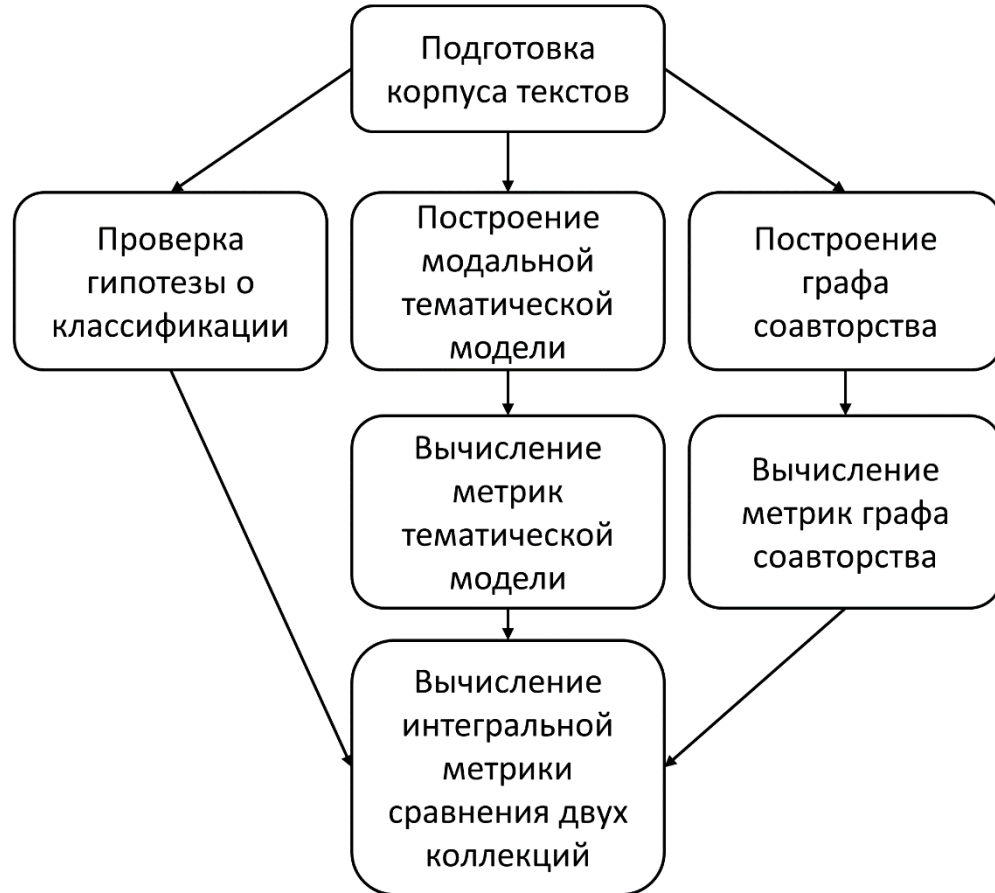 Подготовка
корпуса текстов
Проверка
гипотезы о
классификации
Построение
модальной
тематической
модели
Построение
графа
соавторства
Вычисление
метрик
тематической
модели
Вычисление
метрик графа
соавторства
Вычисление
интегральной
метрики
сравнения двух
коллекций